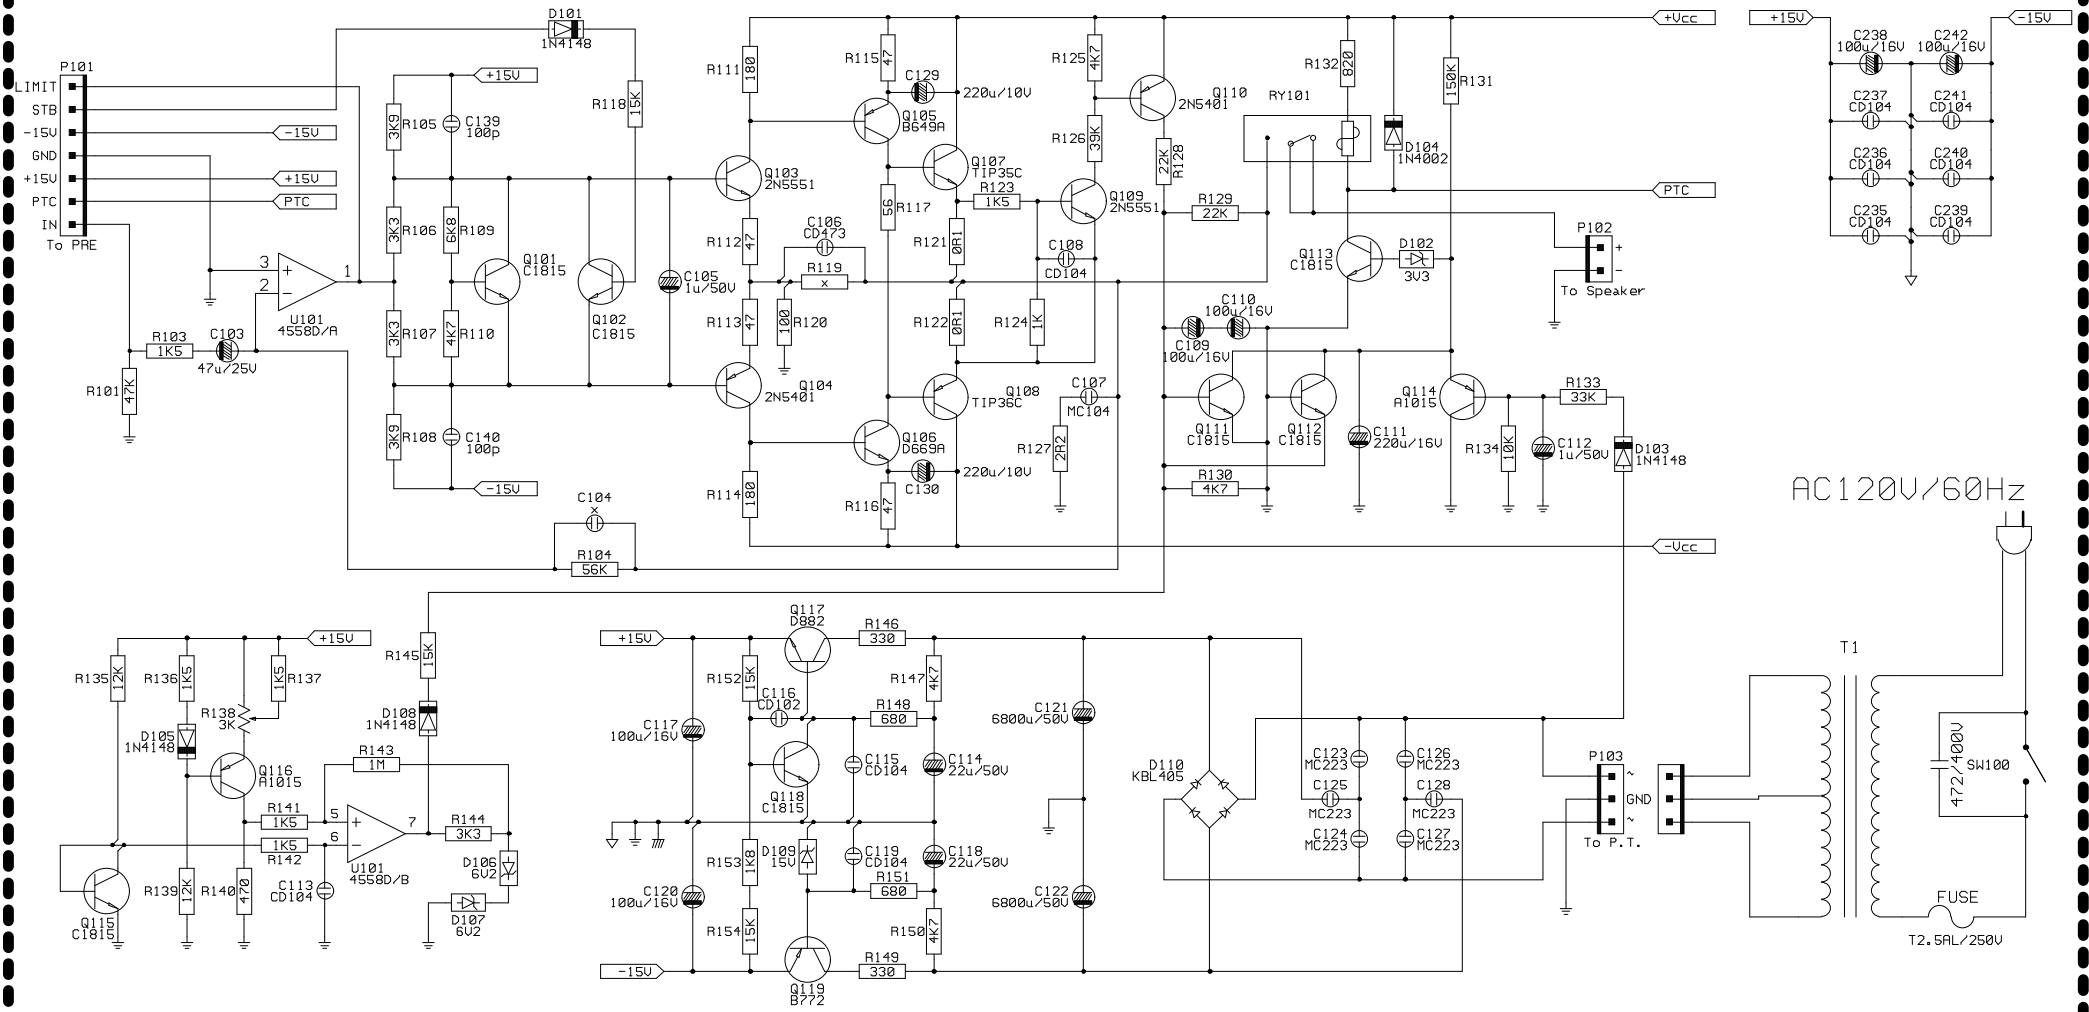 D101
1N4148
P101
LIMIT
STB
-15V
GND
+15V
PTC
IN
To PRE
-15V
+15V
PTC
+15V
3K9
R105
C139
100p
R118
15K
3K3
R106
6K8
R109
Q101
C1815
Q102
C1815
C105
1u/50V
3
+
2
-
1
U101
4558D/A
R103
1K5
C103
47u/25V
R101
47K
3K3
R107
4K7
R110
3K9
R108
C140
100p
-15V
C104
x
R104
56K
R111
180
Q103
2N5551
R112
47
C106
CD473
R119
x
R113
47
100
R120
Q104
2N5401
R114
180
R115
47
C129
220u/10V
Q105
B649A
Q107
TIP35C
56
R117
R121
0R1
R122
0R1
R123
1K5
Q108
TIP36C
Q106
D669A
220u/10V
C130
R116
47
R125
4K7
R126
39K
Q109
2N5551
C108
CD104
R124
1K
C107
MC104
R127
2R2
Q110
2N5401
22K
R128
R129
22K
RY101
R132
820
D104
1N4002
150K
R131
+Vcc
PTC
Q113
C1815
D102
3V3
P102
+
-
To Speaker
C110
100u/16V
C109
100u/16V
Q111
C1815
Q112
C1815
C111
220u/16V
Q114
A1015
R133
33K
R134
10K
C112
1u/50V
D103
1N4148
R130
4K7
-Vcc
+15V
-15V
C238
100u/16V
C242
100u/16V
C237
CD104
C241
CD104
C236
CD104
C240
CD104
C235
CD104
C239
CD104
AC120V/60Hz
+15V
R135
12K
R136
1K5
1K5
R137
R138
3K
D105
1N4148
Q116
A1015
R139
12K
R140
470
Q115
C1815
R141
1K5
1K5
R142
R143
1M
5
+
6
-
7
U101
4558D/B
C113
CD104
R145
15K
D108
1N4148
R144
3K3
D106
6V2
D107
6V2
+15V
Q117
D882
R146
330
R152
15K
C116
CD102
R147
4K7
R148
680
C117
100u/16V
Q118
C1815
C115
CD104
C114
22u/50V
R153
1K8
D109
15V
C119
CD104
C118
22u/50V
R151
680
C120
100u/16V
R154
15K
R150
4K7
-15V
Q119
B772
R149
330
C121
6800u/50V
C122
6800u/50V
D110
KBL405
C123
MC223
C126
MC223
C125
MC223
C128
MC223
C124
MC223
C127
MC223
P103
~
GND
~
To P.T.
T1
472/400V
SW100
FUSE
T2.5AL/250V